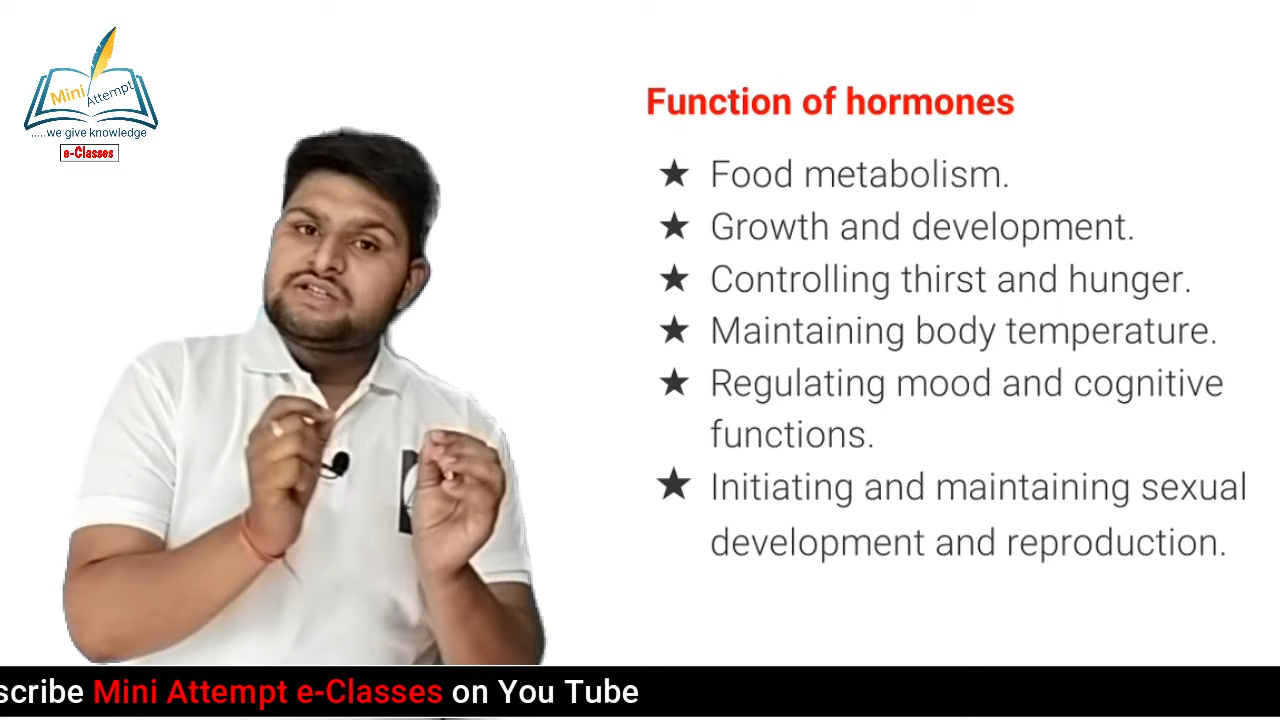 Mini Attempt
.....we give knowledge
e-Classes
Function of hormones
★ Food metabolism.
★ Growth and development.
★ Controlling thirst and hunger.
★ Maintaining body temperature.
★ Regulating mood and cognitive
functions.
★ Initiating and maintaining sexual
development and reproduction.
scribe Mini Attempt e-Classes on You Tube